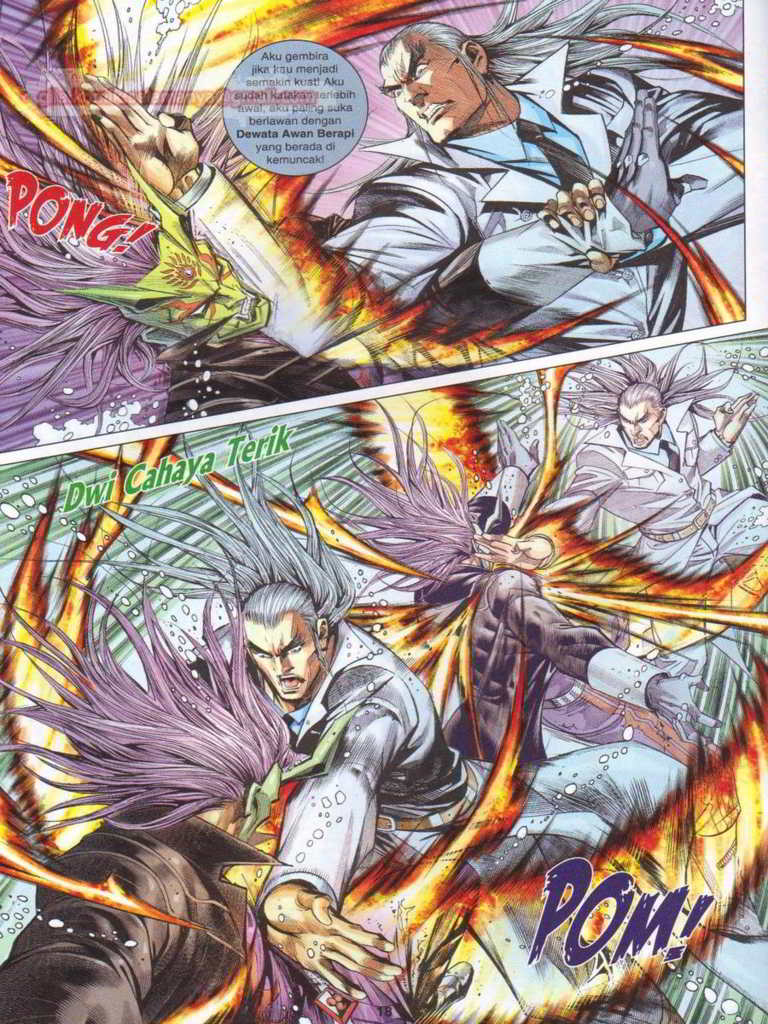 Aku gembira
jika kau menjadi
semakin kuat! Aku
sudah katakan terlebih
awal, aku paling suka
berlawan dengan
Dewata Awan Berapi
yang berada di
kemuncak!
PONG!
Dwi Cahaya Terik
POM!
18